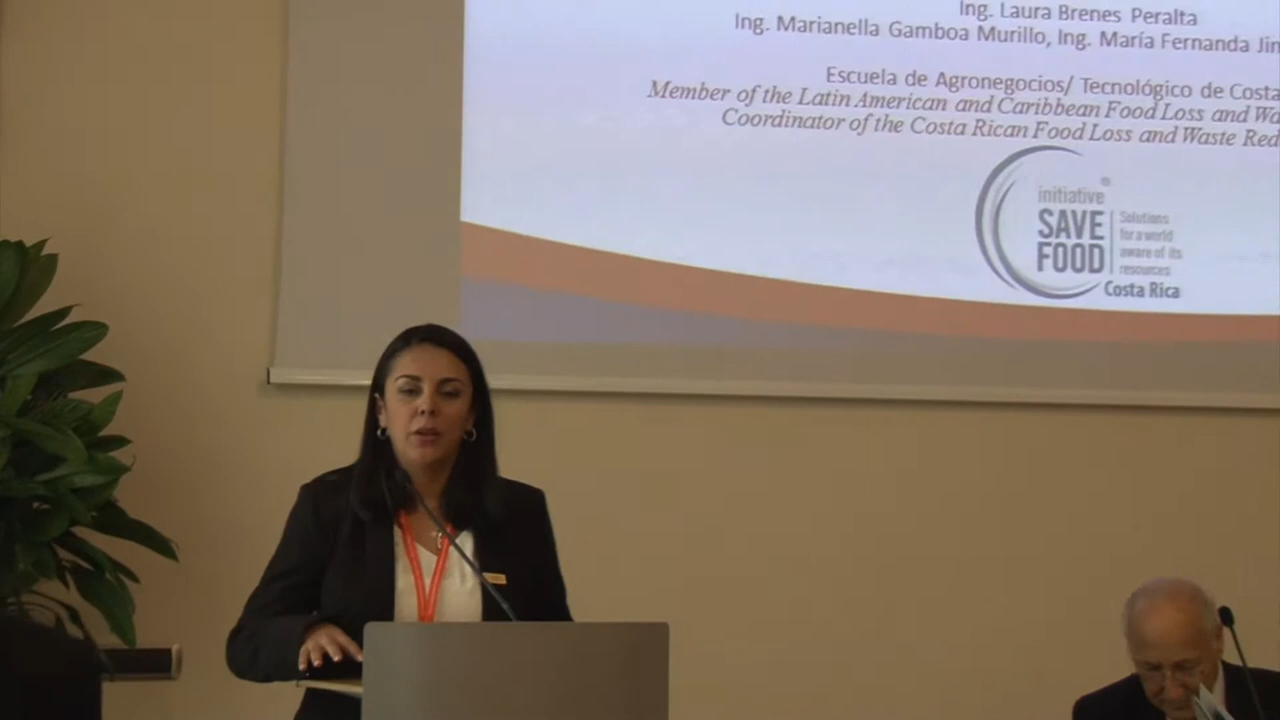 Ing. Laura Brenes Peralta
Ing. Marianella Gamboa Murillo, Ing. María Fernanda
Escuela de Agronegocios/ Tecnológico de Costa
Member of the Latin American and Caribbean Food Loss and
Coordinator of the Costa Rican Food Loss and Waste
initiative
SAVE
FOOD
Solutions
for a world
aware of its
resources
Costa Rica